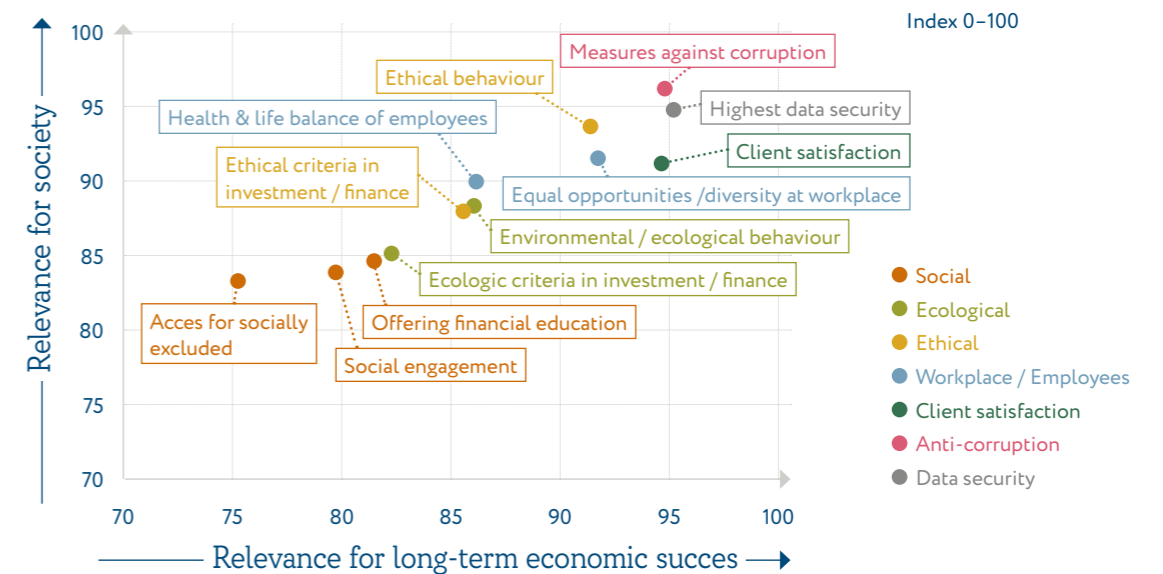 Index 0–100
Relevance for society
100
95
90
85
80
75
70
Measures against corruption
Ethical behaviour
Highest data security
Health & life balance of employees
Client satisfaction
Ethical criteria in
investment / finance
Equal opportunities /diversity at workplace
Environmental / ecological behaviour
Ecologic criteria in investment / finance
Acces for socially
excluded
Offering financial education
Social engagement
Social
Ecological
Ethical
Workplace / Employees
Client satisfaction
Anti-corruption
Data security
70 75 80 85 90 95 100
Relevance for long-term economic succes